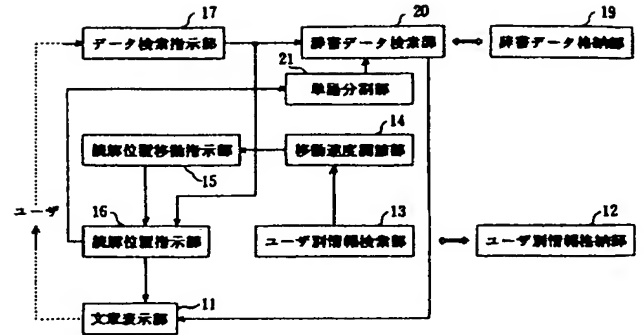 17
20
19
データ検索指示部
辞書データ検索部
辞書データ格納部
21
単語分割部
14
読解位置移動指示部
移動速度調節部
15
ユーザ
16
13
12
読解位置指示部
ユーザ別情報検索部
ユーザ別情報格納部
11
文章表示部